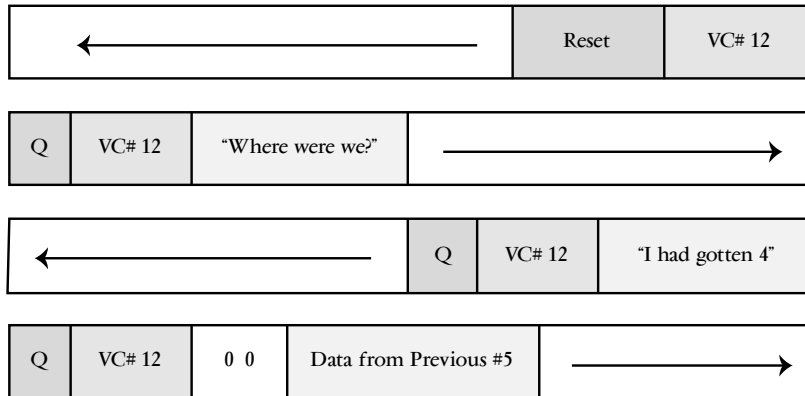 Reset VC# 12
Q VC# 12 “Where were we?”
Q VC# 12 “I had gotten 4”
Q VC# 12 0 0 Data from Previous #5